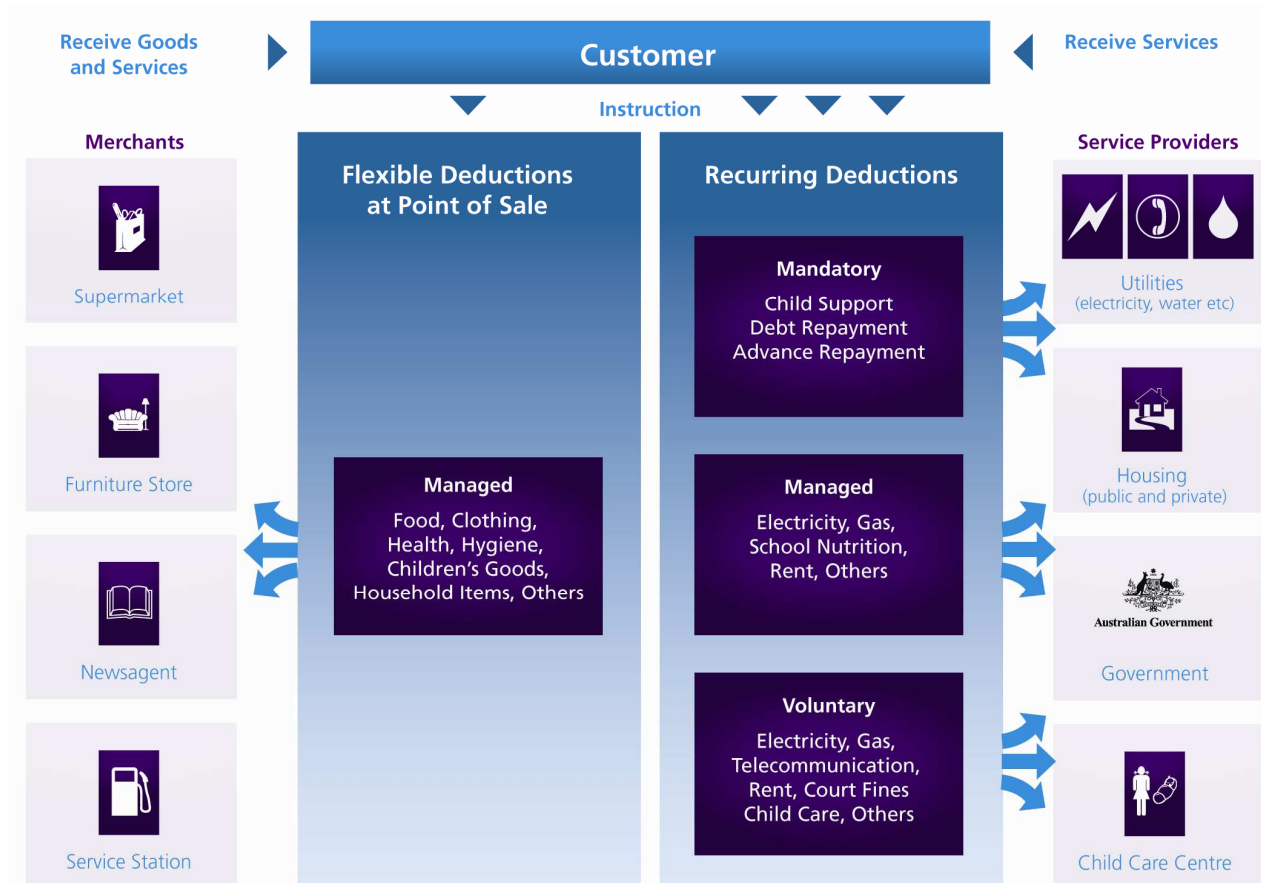 Receive Goods
and Services
Customer
Receive Services
Instruction
Merchants
Supermarket
Furniture Store
Newsagent
Service Station
Flexible Deductions
at Point of Sale
Managed
Food, Clothing,
Health, Hygiene,
Children’s Goods,
Household Items, Others
Recurring Deductions
Mandatory
Child Support
Debt Repayment
Advance Repayment
Managed
Electricity, Gas,
School Nutrition,
Rent, Others
Voluntary
Electricity, Gas,
Telecommunication,
Rent, Court Fines
Child Care, Others
Service Providers
Utilities
(electricity, water etc)
Housing
(public and private)
Australian Government
Government
Child Care Centre